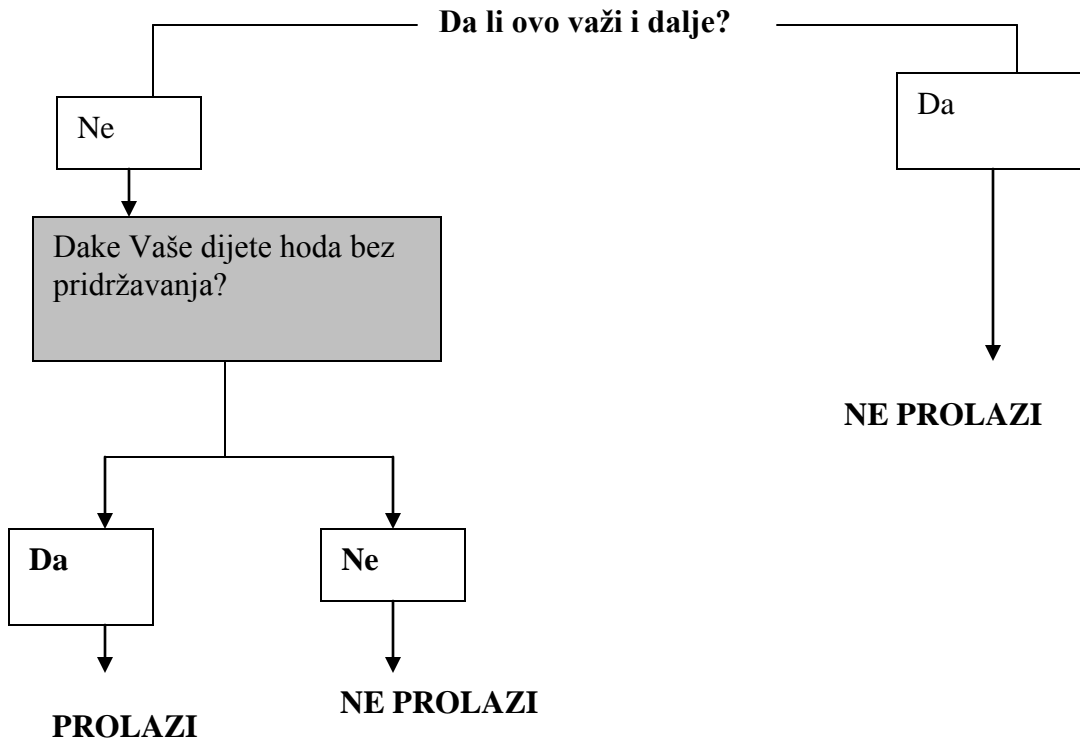 Da li ovo važi i dalje?
Ne
Da
Dake Vaše dijete hoda bez
pridržavanja?
NE PROLAZI
Da
Ne
NE PROLAZI
PROLAZI